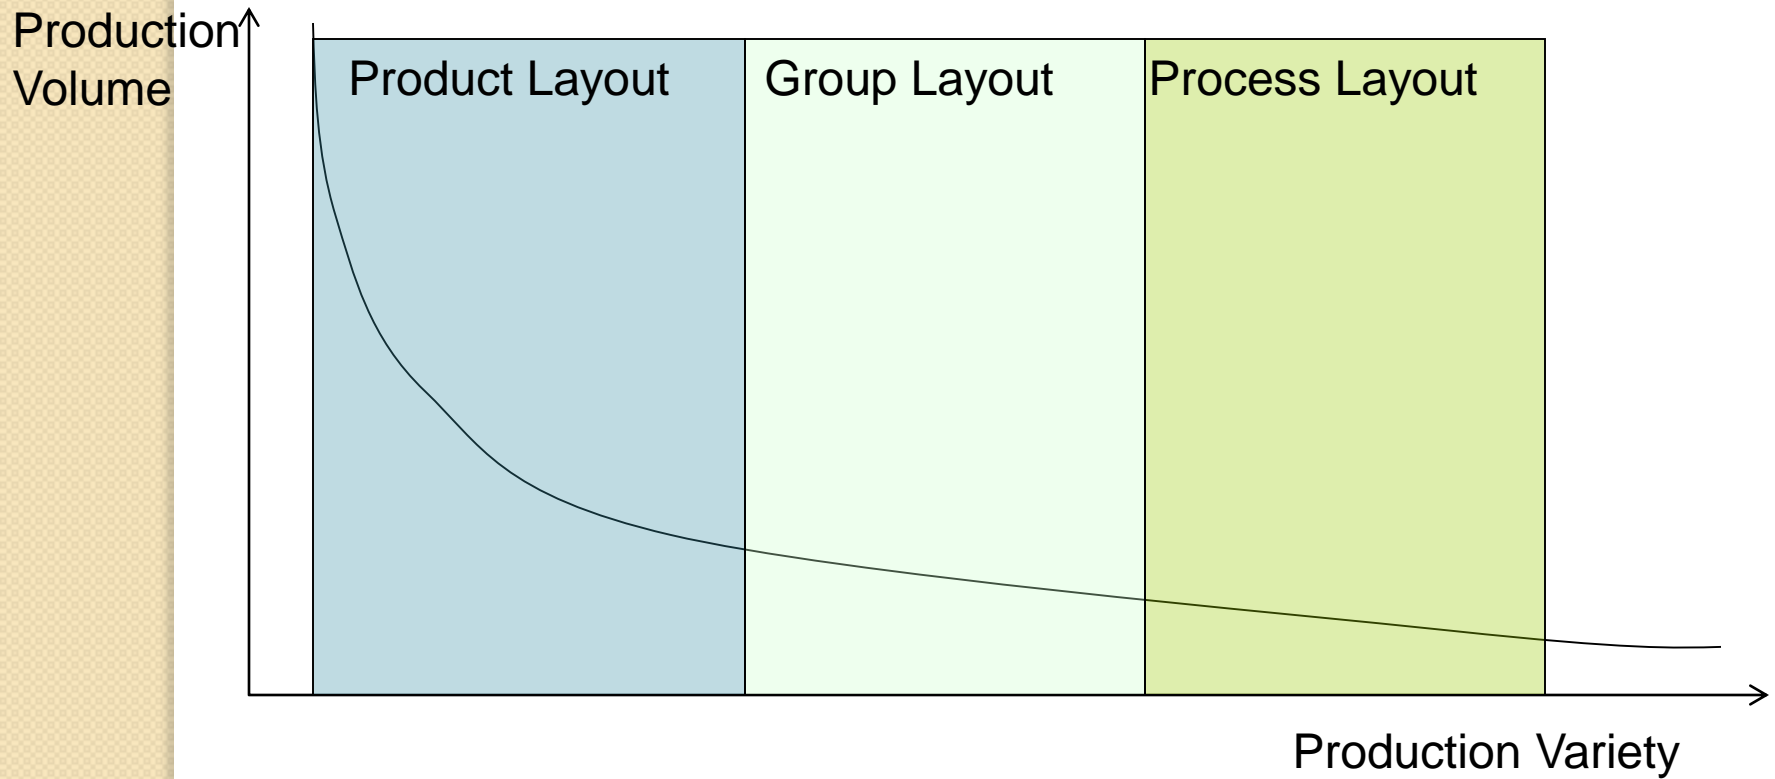 Production
Volume
Product Layout
Group Layout
Process Layout
Production Variety